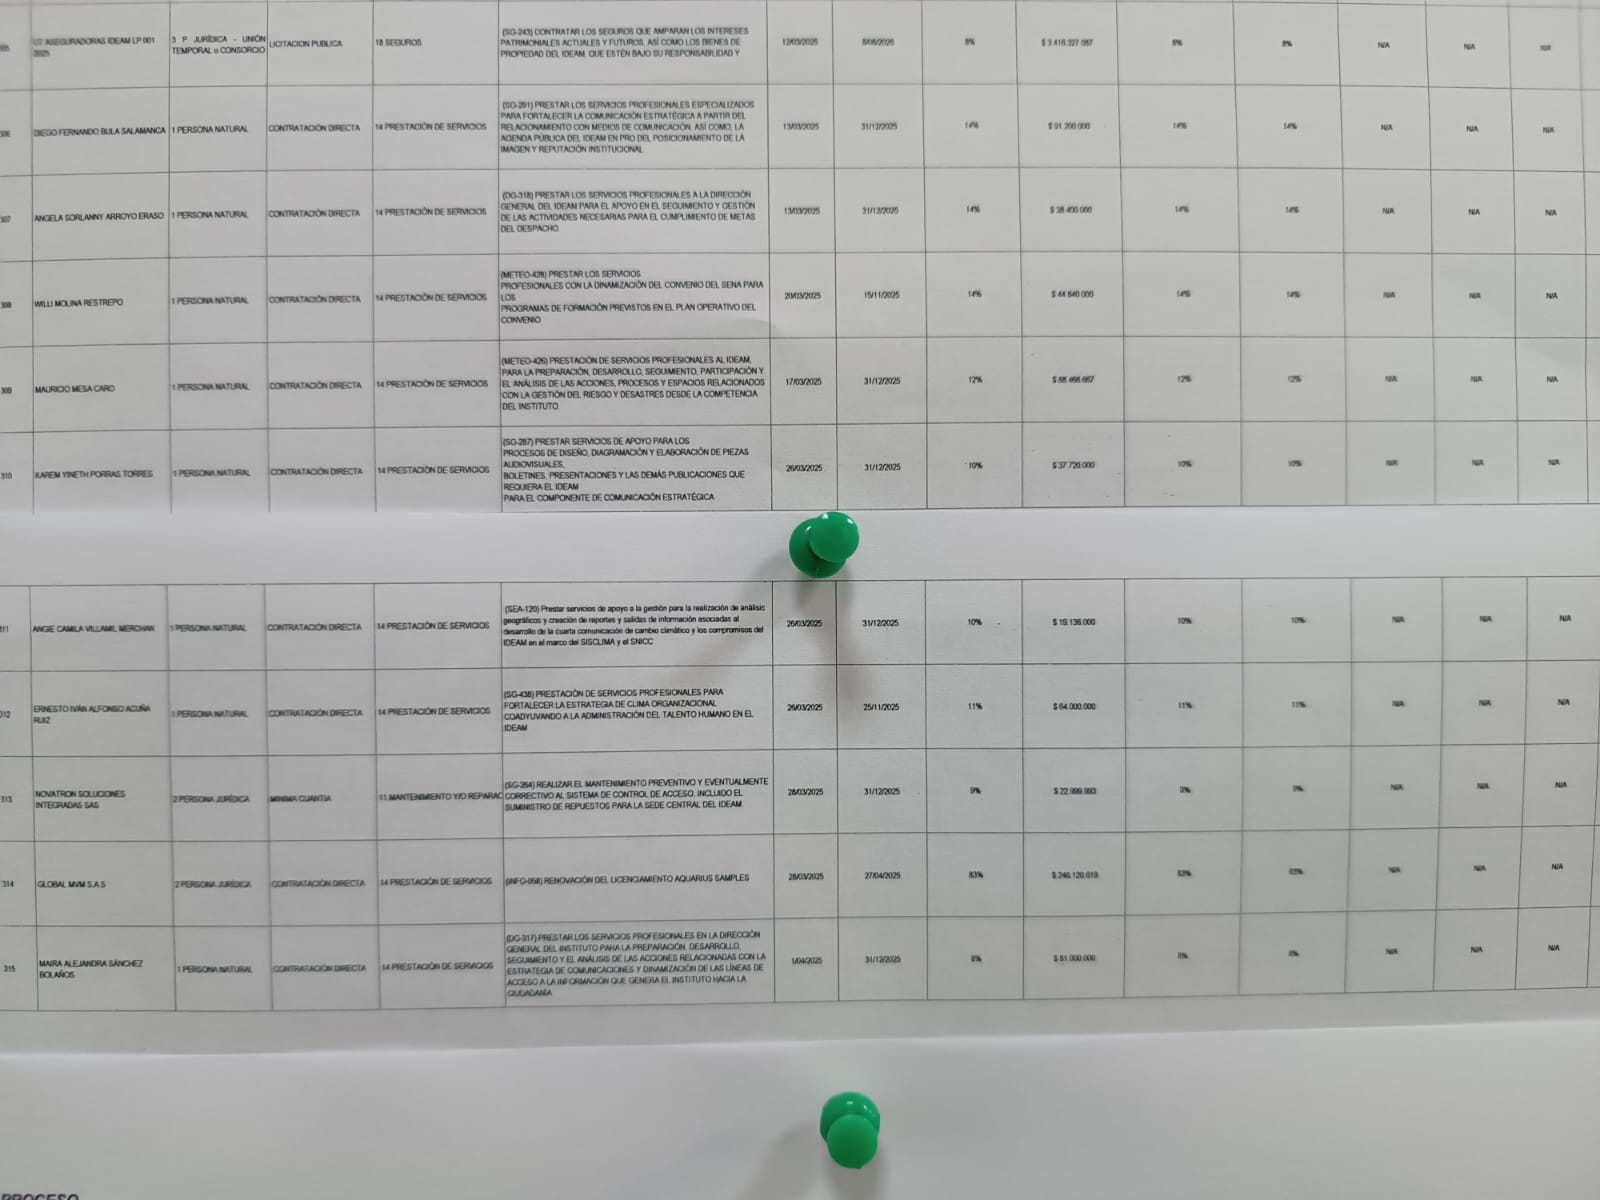 UT ASEGURADORAS IDEAM LP 001
2025
3 P JURÍDICA - UNIÓN
TEMPORAL o CONSORCIO
LICITACION PUBLICA
18 SEGUROS
(SG-243) CONTRATAR LOS SEGUROS QUE AMPARAN LOS INTERESES
PATRIMONIALES ACTUALES Y FUTUROS, ASÍ COMO LOS BIENES DE
PROPIEDAD DEL IDEAM, QUE ESTÉN BAJO SU RESPONSABILIDAD Y
12/03/2025
8%
8%
8%
N/A
N/A
N/A
306
DIEGO FERNANDO BULA SALAMANCA
1 PERSONA NATURAL
CONTRATACIÓN DIRECTA
14 PRESTACIÓN DE SERVICIOS
(SG-291) PRESTAR LOS SERVICIOS PROFESIONALES ESPECIALIZADOS
PARA FORTALECER LA COMUNICACIÓN ESTRATÉGICA A PARTIR DEL
RELACIONAMIENTO CON MEDIOS DE COMUNICACIÓN, ASÍ COMO, LA
AGENDA PÚBLICA DEL IDEAM EN PRO DEL POSICIONAMIENTO DE LA
IMAGEN Y REPUTACIÓN INSTITUCIONAL
13/03/2025
31/12/2025
14%
$ 91.200.000
14%
14%
N/A
N/A
N/A
307
ANGELA SORLANNY ARROYO ERASO
1 PERSONA NATURAL
CONTRATACIÓN DIRECTA
14 PRESTACIÓN DE SERVICIOS
(DG-318) PRESTAR LOS SERVICIOS PROFESIONALES A LA DIRECCIÓN
GENERAL DEL IDEAM PARA EL APOYO EN EL SEGUIMIENTO Y GESTIÓN
DE LAS ACTIVIDADES NECESARIAS PARA EL CUMPLIMIENTO DE METAS
DEL DESPACHO
13/03/2025
31/12/2025
14%
$ 38.400.000
14%
14%
N/A
N/A
N/A
308
WILLI MOLINA RESTREPO
1 PERSONA NATURAL
CONTRATACIÓN DIRECTA
14 PRESTACIÓN DE SERVICIOS
(METEO-428) PRESTAR LOS SERVICIOS
PROFESIONALES CON LA DINAMIZACIÓN DEL CONVENIO DEL SENA PARA
LOS
PROGRAMAS DE FORMACIÓN PREVISTOS EN EL PLAN OPERATIVO DEL
CONVENIO
20/03/2025
15/11/2025
14%
$ 44.840.000
14%
14%
N/A
N/A
N/A
309
MAURICIO MESA CARO
1 PERSONA NATURAL
CONTRATACIÓN DIRECTA
14 PRESTACIÓN DE SERVICIOS
(METEO-426) PRESTACIÓN DE SERVICIOS PROFESIONALES AL IDEAM,
PARA LA PREPARACIÓN, DESARROLLO, SEGUIMIENTO, PARTICIPACIÓN Y
EL ANÁLISIS DE LAS ACCIONES, PROCESOS Y ESPACIOS RELACIONADOS
CON LA GESTIÓN DEL RIESGO Y DESASTRES DESDE LA COMPETENCIA
DEL INSTITUTO.
17/03/2025
31/12/2025
12%
12%
12%
N/A
N/A
N/A
310
KAREM YINETH PORRAS TORRES
1 PERSONA NATURAL
CONTRATACIÓN DIRECTA
14 PRESTACIÓN DE SERVICIOS
(SG-287) PRESTAR SERVICIOS DE APOYO PARA LOS
PROCESOS DE DISEÑO, DIAGRAMACIÓN Y ELABORACIÓN DE PIEZAS
AUDIOVISUALES,
BOLETINES, PRESENTACIONES Y LAS DEMÁS PUBLICACIONES QUE
REQUIERA EL IDEAM
PARA EL COMPONENTE DE COMUNICACIÓN ESTRATÉGICA
26/03/2025
31/12/2025
10%
$ 37.720.000
10%
10%
N/A
N/A
N/A
311
ANGIE CAMILA VILLAMIL MERCHAN
1 PERSONA NATURAL
CONTRATACIÓN DIRECTA
14 PRESTACIÓN DE SERVICIOS
(SEA-120) Prestar servicios de apoyo a la gestión para la realización de análisis
geográficos y creación de reportes y salidas de información asociadas al
desarrollo de la cuarta comunicación de cambio climático y los compromisos del
IDEAM en el marco del SISCLIMA y el SNICC
26/03/2025
31/12/2025
10%
$ 19.136.000
10%
10%
N/A
N/A
N/A
312
ERNESTO IVÁN ALFONSO ACUÑA
RUIZ
1 PERSONA NATURAL
CONTRATACIÓN DIRECTA
14 PRESTACIÓN DE SERVICIOS
(SG-438) PRESTACIÓN DE SERVICIOS PROFESIONALES PARA
FORTALECER LA ESTRATEGIA DE CLIMA ORGANIZACIONAL
COADYUVANDO A LA ADMINISTRACIÓN DEL TALENTO HUMANO EN EL
IDEAM
26/03/2025
25/11/2025
11%
$ 64.000.000
11%
11%
N/A
N/A
N/A
313
NOVATRON SOLUCIONES
INTEGRADAS SAS
2 PERSONA JURÍDICA
MINIMA CUANTIA
11 MANTENIMIENTO Y/O REPARAC
(SG-264) REALIZAR EL MANTENIMIENTO PREVENTIVO Y EVENTUALMENTE
CORRECTIVO AL SISTEMA DE CONTROL DE ACCESO, INCLUIDO EL
SUMINISTRO DE REPUESTOS PARA LA SEDE CENTRAL DEL IDEAM.
28/03/2025
31/12/2025
9%
$ 22.999.993
9%
9%
N/A
N/A
N/A
314
GLOBAL MVM S.A.S
2 PERSONA JURÍDICA
CONTRATACIÓN DIRECTA
14 PRESTACIÓN DE SERVICIOS
(INFO-058) RENOVACIÓN DEL LICENCIAMIENTO AQUARIUS SAMPLES
28/03/2025
27/04/2025
83%
$ 246.120.619
83%
83%
N/A
N/A
N/A
315
MAIRA ALEJANDRA SÁNCHEZ
BOLAÑOS
1 PERSONA NATURAL
CONTRATACIÓN DIRECTA
14 PRESTACIÓN DE SERVICIOS
(DG-317) PRESTAR LOS SERVICIOS PROFESIONALES EN LA DIRECCIÓN
GENERAL DEL INSTITUTO PARA LA PREPARACIÓN, DESARROLLO,
SEGUIMIENTO Y EL ANÁLISIS DE LAS ACCIONES RELACIONADAS CON LA
ESTRATEGIA DE COMUNICACIONES Y DINAMIZACIÓN DE LAS LÍNEAS DE
ACCESO A LA INFORMACIÓN QUE GENERA EL INSTITUTO HACIA LA
CIUDADANÍA
1/04/2025
31/12/2025
8%
$ 81.000.000
8%
8%
N/A
N/A
N/A
PROCESO